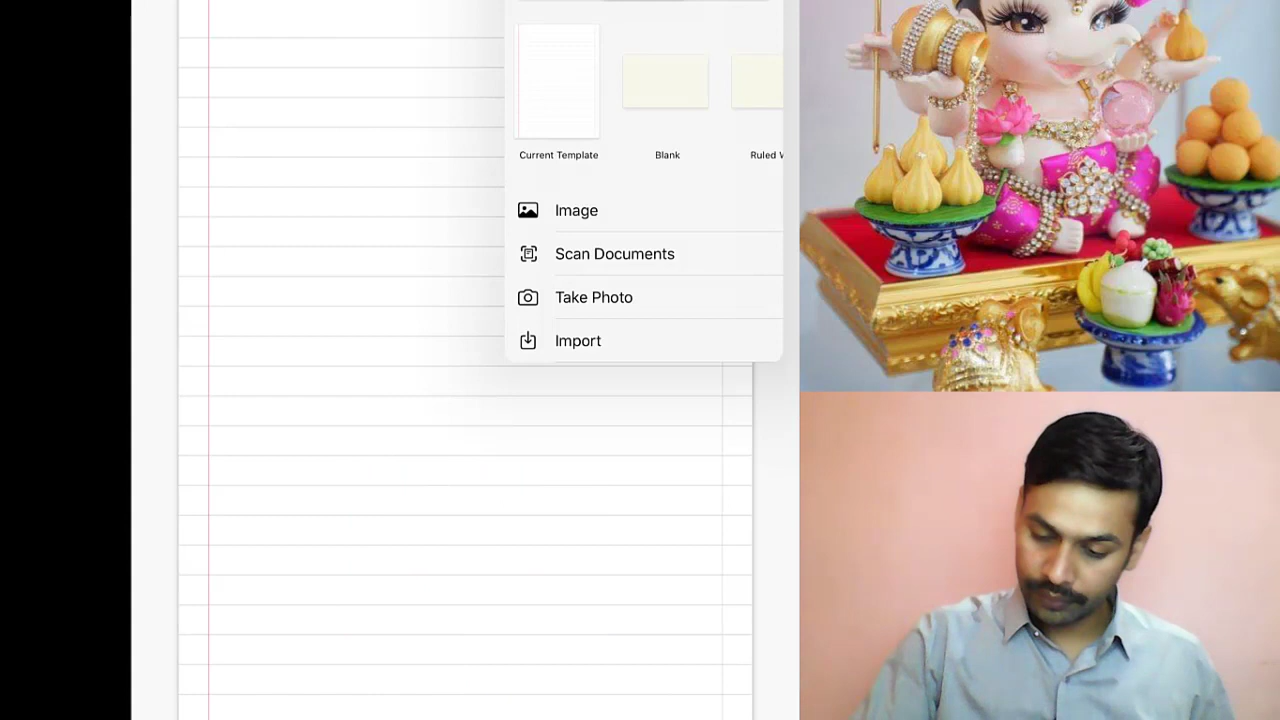 Current Template
Blank
Ruled W
Image
Scan Documents
Take Photo
Import